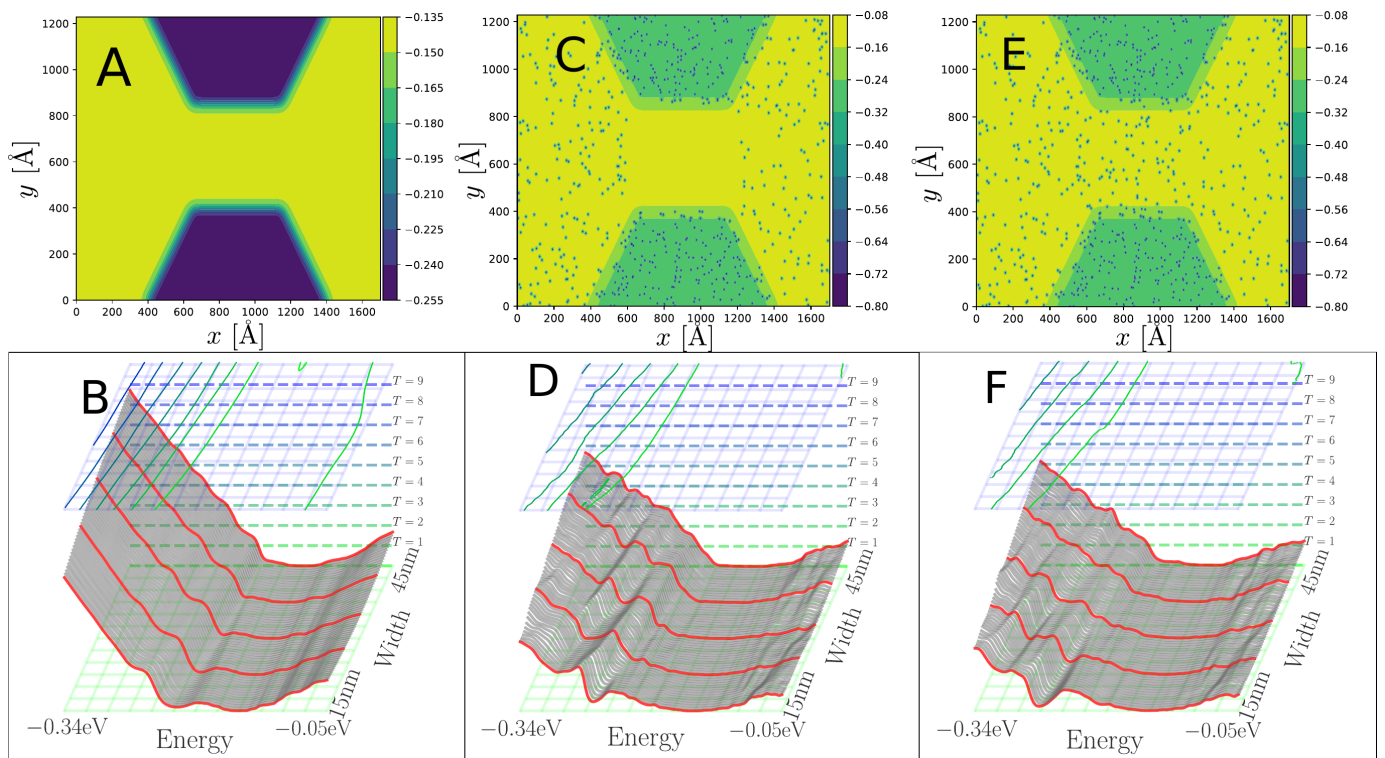 A
1200
1000
800
600
400
200
0
0 200 400 600 800 1000 1200 1400 1600
y [Å]
x [Å]
−0.135
−0.150
−0.165
−0.180
−0.195
−0.210
−0.225
−0.240
−0.255
C
1200
1000
800
600
400
200
0
0 200 400 600 800 1000 1200 1400 1600
y [Å]
x [Å]
−0.08
−0.16
−0.24
−0.32
−0.40
−0.48
−0.56
−0.64
−0.72
−0.80
E
1200
1000
800
600
400
200
0
0 200 400 600 800 1000 1200 1400 1600
y [Å]
x [Å]
−0.08
−0.16
−0.24
−0.32
−0.40
−0.48
−0.56
−0.64
−0.72
−0.80
B
T = 9
T = 8
T = 7
T = 6
T = 5
T = 4
T = 3
T = 2
T = 1
45nm
Width
15nm
−0.34eV
Energy
−0.05eV
D
T = 9
T = 8
T = 7
T = 6
T = 5
T = 4
T = 3
T = 2
T = 1
45nm
Width
15nm
−0.34eV
Energy
−0.05eV
F
T = 9
T = 8
T = 7
T = 6
T = 5
T = 4
T = 3
T = 2
T = 1
45nm
Width
15nm
−0.34eV
Energy
−0.05eV